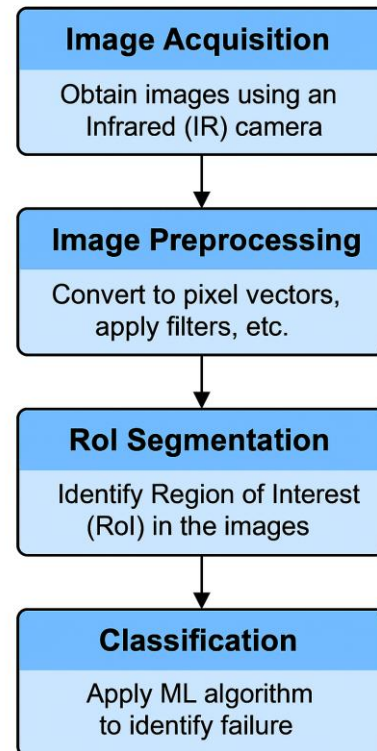 Image Acquisition
Obtain images using an
Infrared (IR) camera
Image Preprocessing
Convert to pixel vectors,
apply filters, etc.
RoI Segmentation
Identify Region of Interest
(RoI) in the images
Classification
Apply ML algorithm
to identify failure